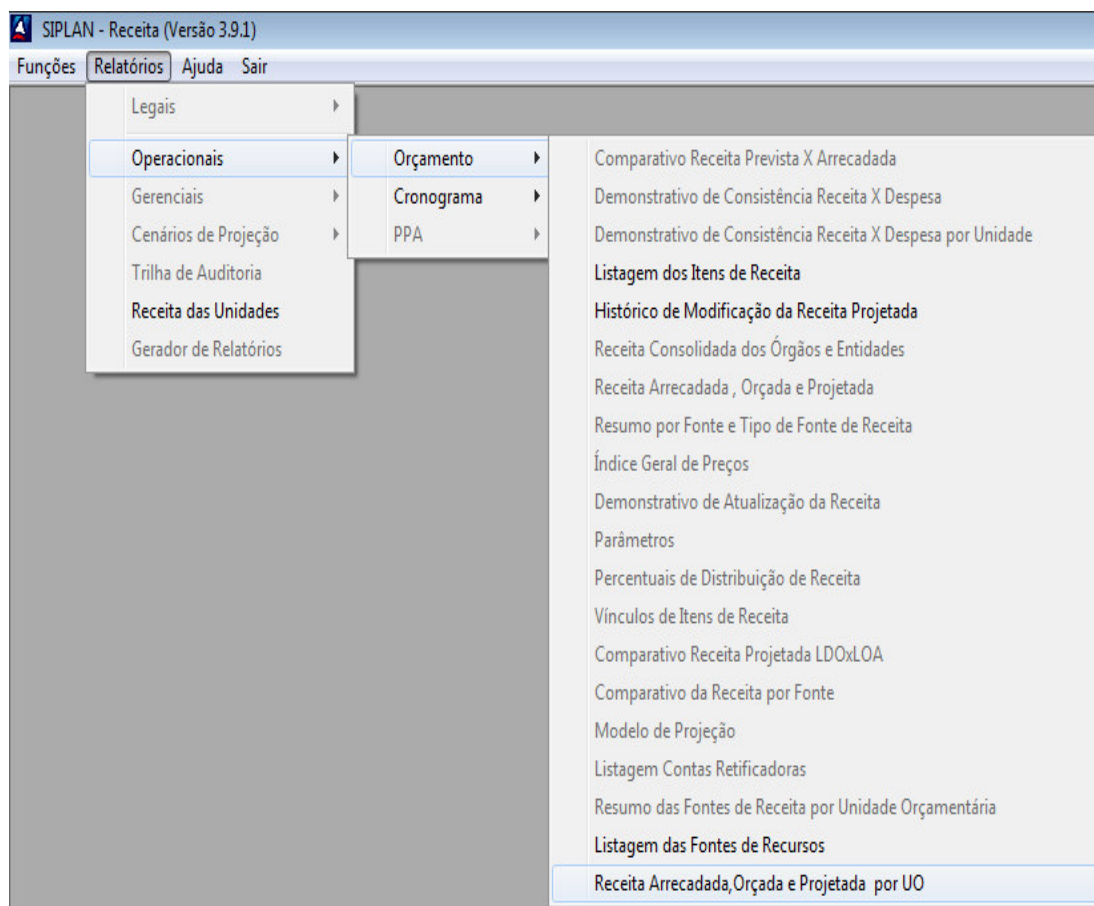 SIPLAN - Receita (Versão 3.9.1)
Funções Relatórios Ajuda Sair
Legais
Operacionais
Gerenciais
Cenários de Projeção
Trilha de Auditoria
Receita das Unidades
Gerador de Relatórios
Orçamento
Cronograma
PPA
Comparativo Receita Prevista X Arrecadada
Demonstrativo de Consistência Receita X Despesa
Demonstrativo de Consistência Receita X Despesa por Unidade
Listagem dos Itens de Receita
Histórico de Modificação da Receita Projetada
Receita Consolidada dos Órgãos e Entidades
Receita Arrecadada , Orçada e Projetada
Resumo por Fonte e Tipo de Fonte de Receita
Índice Geral de Preços
Demonstrativo de Atualização da Receita
Parâmetros
Percentuais de Distribuição de Receita
Vínculos de Itens de Receita
Comparativo Receita Projetada LDOxLOA
Comparativo da Receita por Fonte
Modelo de Projeção
Listagem Contas Retificadoras
Resumo das Fontes de Receita por Unidade Orçamentária
Listagem das Fontes de Recursos
Receita Arrecadada,Orçada e Projetada por UO